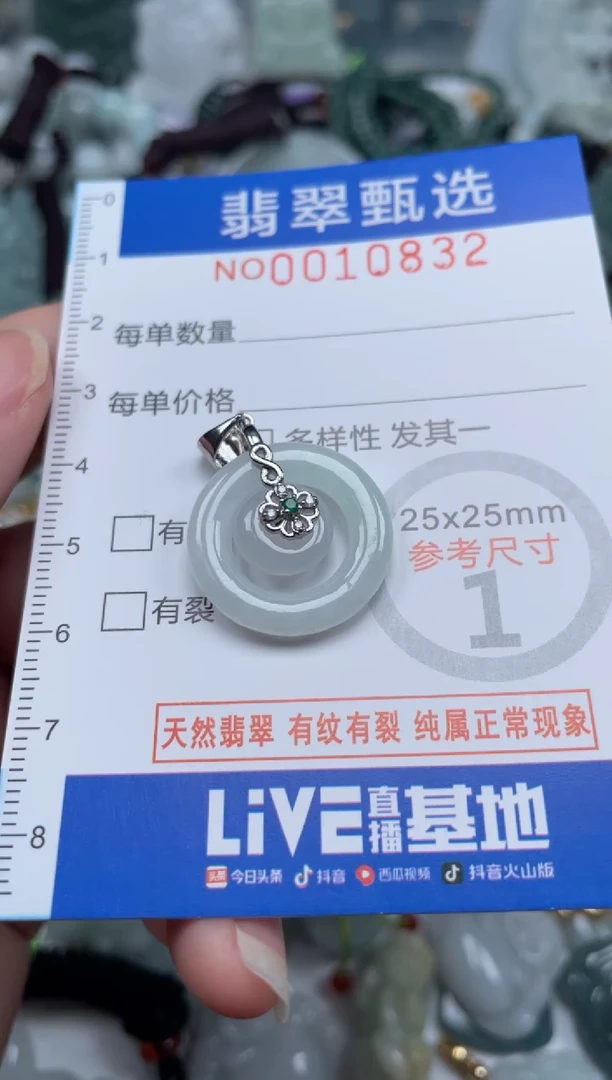 翡翠甄选
NO0010832
0
1
2
3
4
5
6
7
8
每单数量
每单价格
多样性 发其一
有
有裂
25x25mm
参考尺寸
1
天然翡翠 有纹有裂 纯属正常现象
LiVE直播基地
头条 今日头条 抖音 西瓜视频 抖音火山版